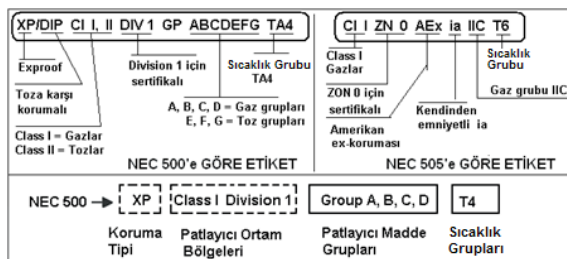 XP/DIP CI I, II DIV 1 GP ABCDEFG TA4
Exproof
Toza karşı
korumalı
Class I = Gazlar
Class II = Tozlar
Division 1 için
sertifikalı
Sıcaklık Grubu
TA4
A, B, C, D = Gaz grupları
E, F, G = Toz grupları
NEC 500'e GÖRE ETİKET
CI I ZN 0 AEx ia IIC T6
Class I
Gazlar
ZON 0 için
sertifikalı
Amerikan
ex-koruması
Kendinden
emniyetli ia
Sıcaklık
Grubu
Gaz grubu IIC
NEC 505'e GÖRE ETİKET
NEC 500 → XP Class I Division 1 Group A, B, C, D T4
Koruma
Tipi
Patlayıcı Ortam
Bölgeleri
Patlayıcı Madde
Grupları
Sıcaklık
Grupları